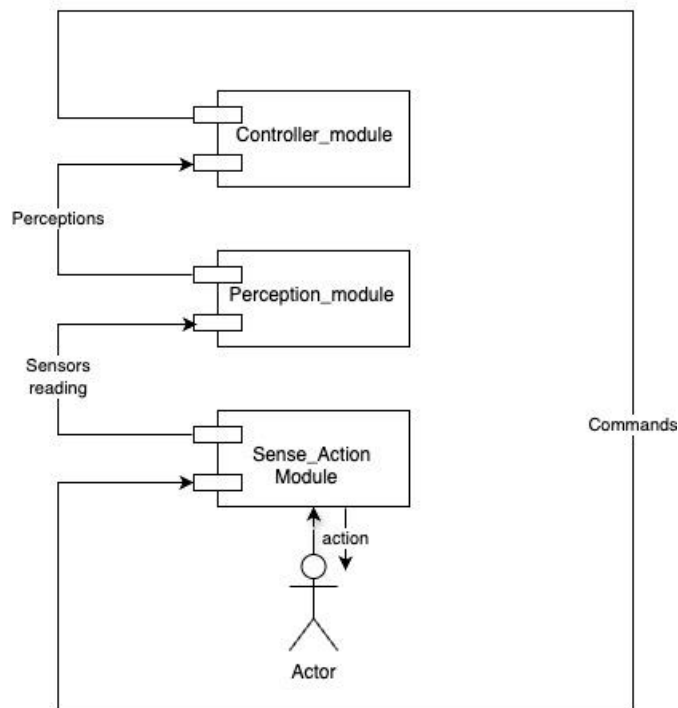 Controller_module
Perceptions
Perception_module
Sensors
reading
Commands
Sense_Action
Module
action
Actor